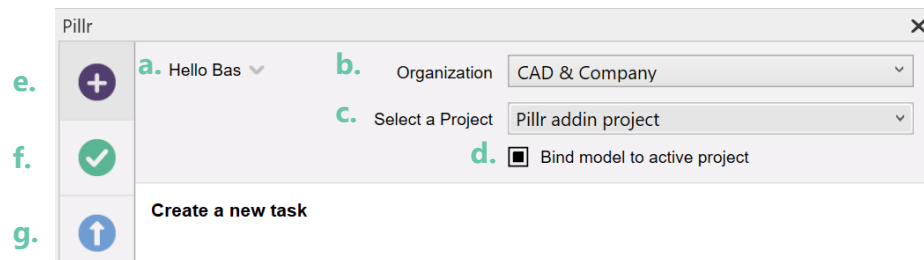 Pillr
a. Hello Bas b. Organization CAD & Company
e.
c. Select a Project Pillr addin project
f. d. Bind model to active project
Create a new task
g.